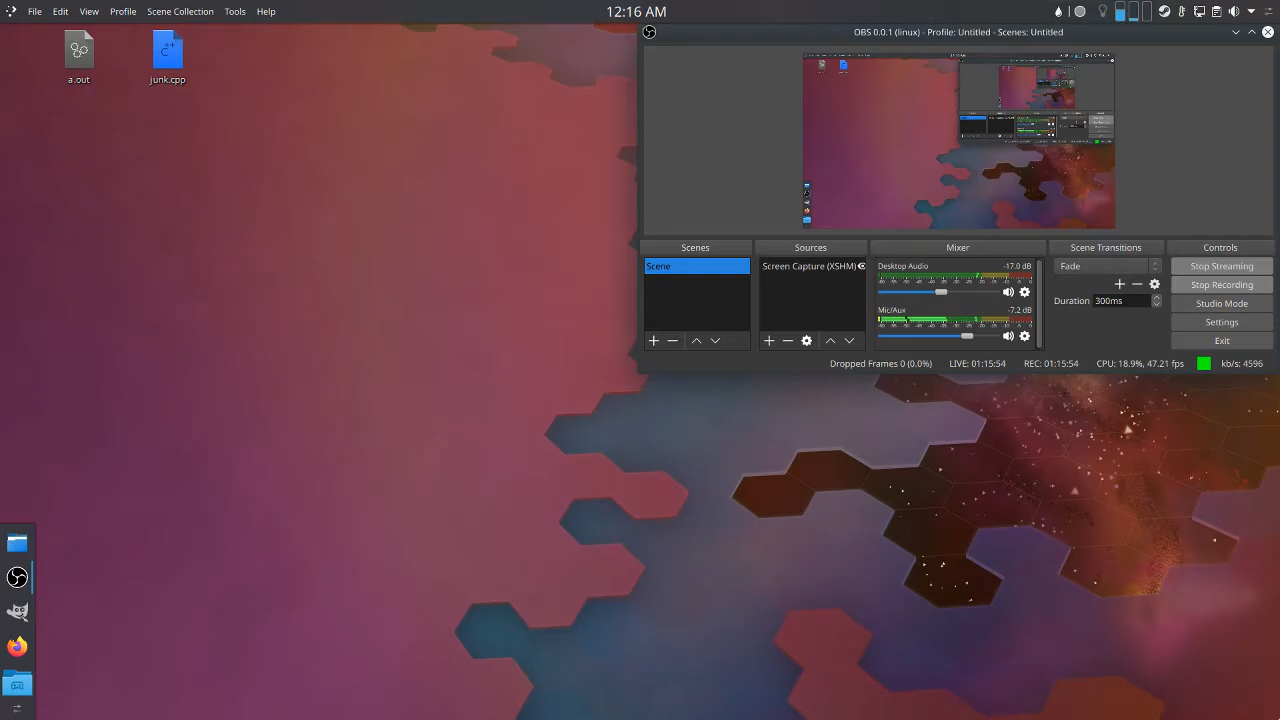 File Edit View Profile Scene Collection Tools Help 12:16 AM
a.out junk.cpp
OBS 0.0.1 (linux) - Profile: Untitled - Scenes: Untitled
Scenes Sources Mixer Scene Transitions Controls
Scene
Screen Capture (XSHM)
Desktop Audio -17.0 dB
Mic/Aux -7.2 dB
Fade
Duration 300ms
Stop Streaming
Stop Recording
Studio Mode
Settings
Exit
Dropped Frames 0 (0.0%) LIVE: 01:15:54 REC: 01:15:54 CPU: 18.9%, 47.21 fps kb/s: 4596